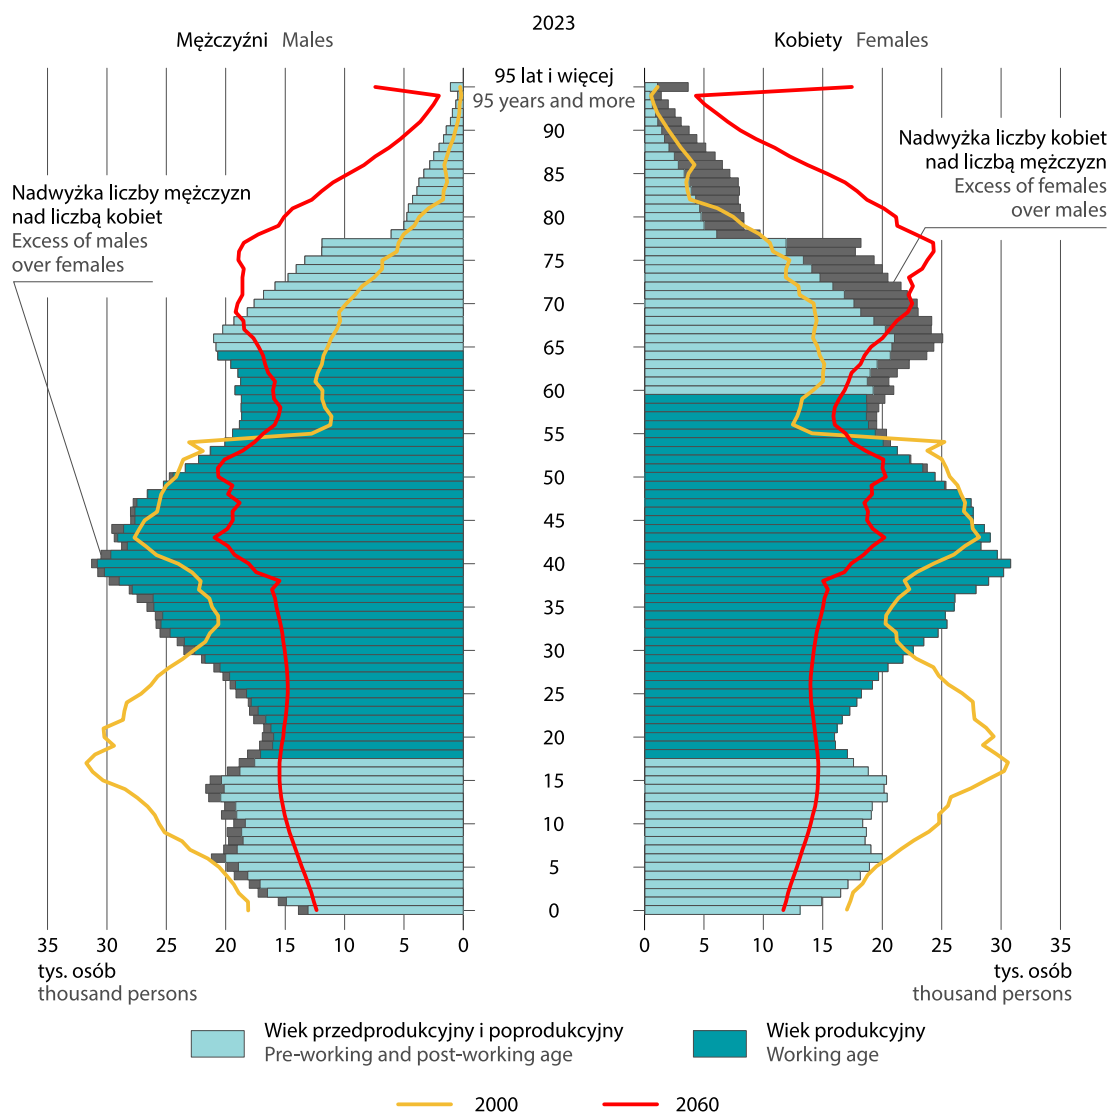 2023
Mężczyźni Males
Kobiety Females
95 lat i więcej
95 years and more
Nadwyżka liczby mężczyzn
nad liczbą kobiet
Excess of males
over females
Nadwyżka liczby kobiet
nad liczbą mężczyzn
Excess of females
over males
90
85
80
75
70
65
60
55
50
45
40
35
30
25
20
15
10
5
0
35 30 25 20 15 10 5 0
0 5 10 15 20 25 30 35
tys. osób
thousand persons
tys. osób
thousand persons
Wiek przedprodukcyjny i poprodukcyjny
Pre-working and post-working age
Wiek produkcyjny
Working age
2000
2060